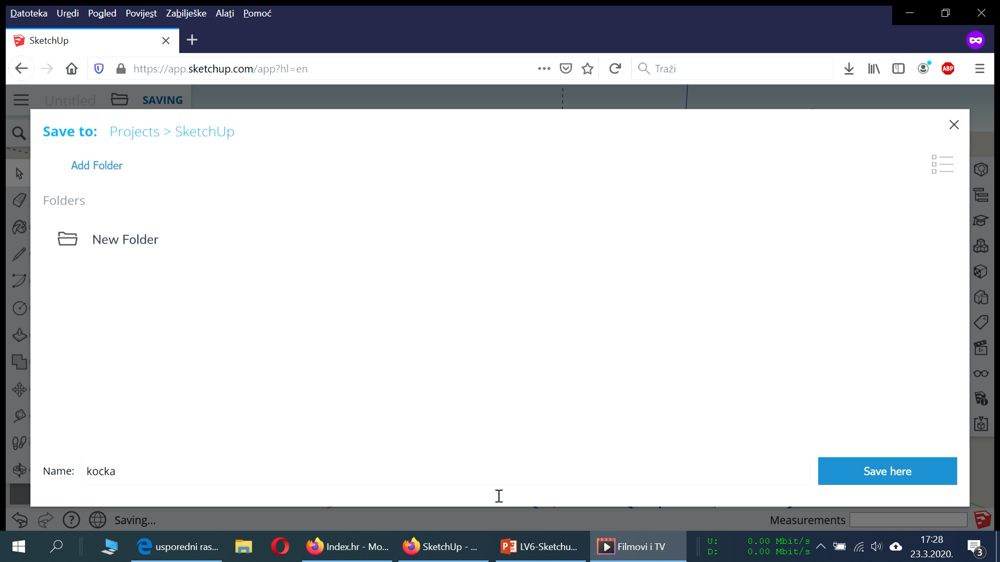 Datoteka Uredi Pogled Povijest Zabilješke Alati Pomoć
SketchUp
https://app.sketchup.com/app?hl=en
Traži
ABP
Untitled SAVING
Save to: Projects > SketchUp
Add Folder
Folders
New Folder
Name: kocka
Save here
Saving...
Measurements
usporedni ras...
Index.hr - Mo...
SketchUp - ...
LV6-Sketchu...
Filmovi i TV
U: 0.00 Mbit/s
D: 0.00 Mbit/s
17:28
23.3.2020.
3